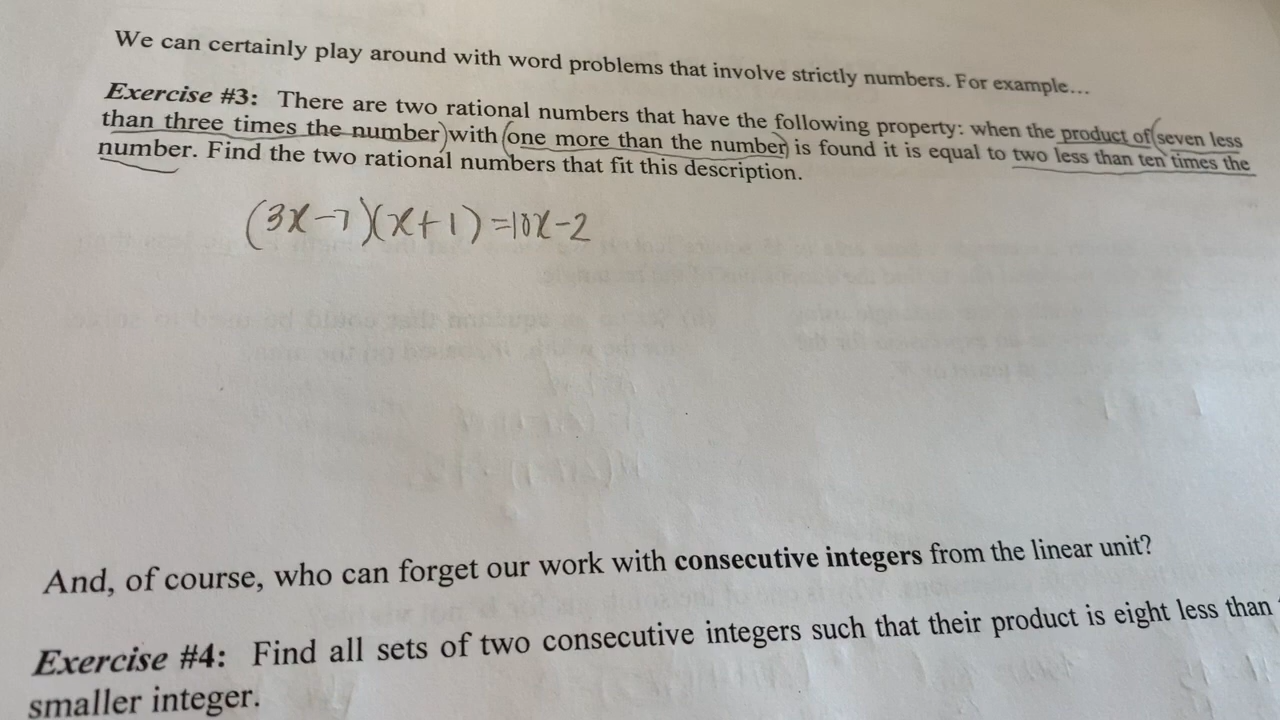 We can certainly play around with word problems that involve strictly numbers. For example...
Exercise #3: There are two rational numbers that have the following property: when the product of seven less
than three times the number with one more than the number is found it is equal to two less than ten times the
number. Find the two rational numbers that fit this description.
(3x-7)(x+1)=10x-2
And, of course, who can forget our work with consecutive integers from the linear unit?
Exercise #4: Find all sets of two consecutive integers such that their product is eight less than
smaller integer.